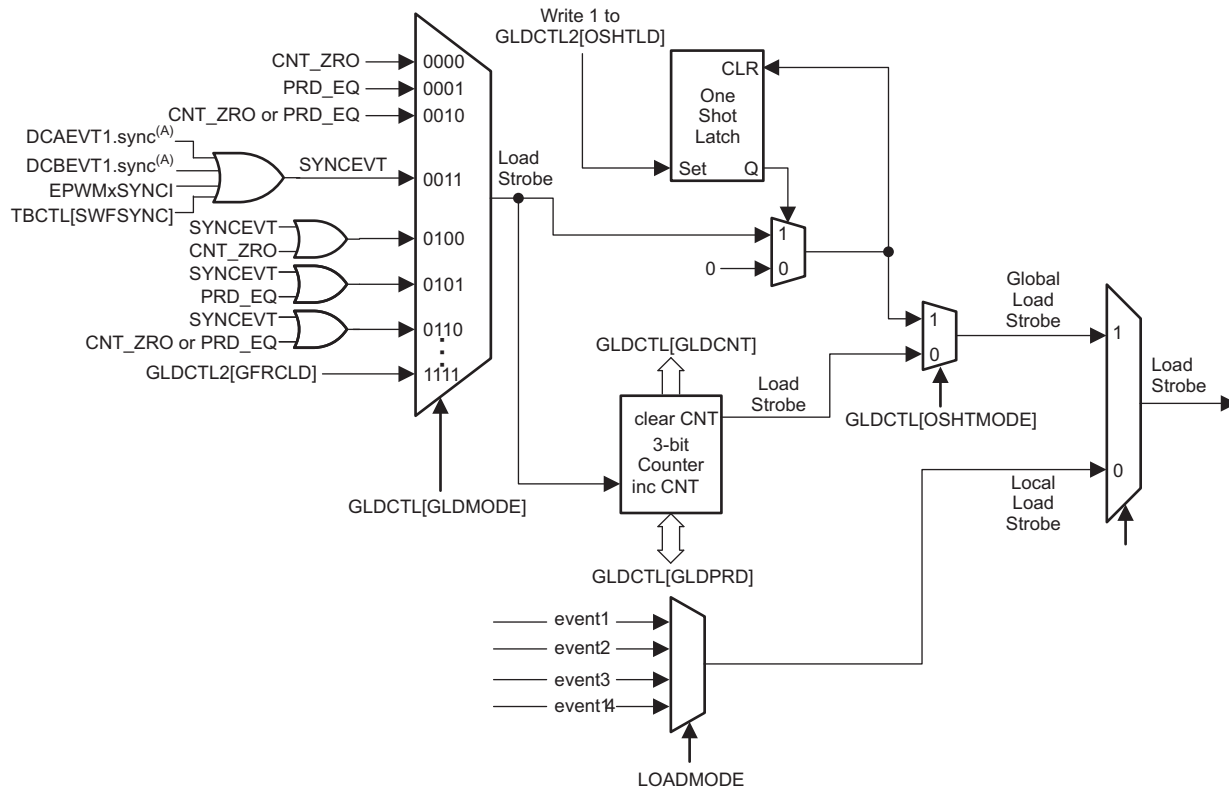 Write 1 to
GLDCTL2[OSHTLD]
CNT_ZRO
0000
PRD_EQ
0001
CNT_ZRO or PRD_EQ
0010
DCAEVT1.sync(A)
DCBEVT1.sync(A)
EPWMxSYNCI
TBCTL[SWFSYNC]
SYNCEVT
0011
SYNCEVT
CNT_ZRO
0100
SYNCEVT
PRD_EQ
0101
SYNCEVT
CNT_ZRO or PRD_EQ
0110
GLDCTL2[GFRCLD]
1111
GLDCTL[GLDMODE]
Load
Strobe
CLR
One
Shot
Latch
Set
Q
1
0
0
GLDCTL[GLDCNT]
clear CNT
3-bit
Counter
inc CNT
GLDCTL[GLDPRD]
Load
Strobe
1
0
GLDCTL[OSHTMODE]
Global
Load
Strobe
1
0
Local
Load
Strobe
Load
Strobe
event1
event2
event3
event14
LOADMODE